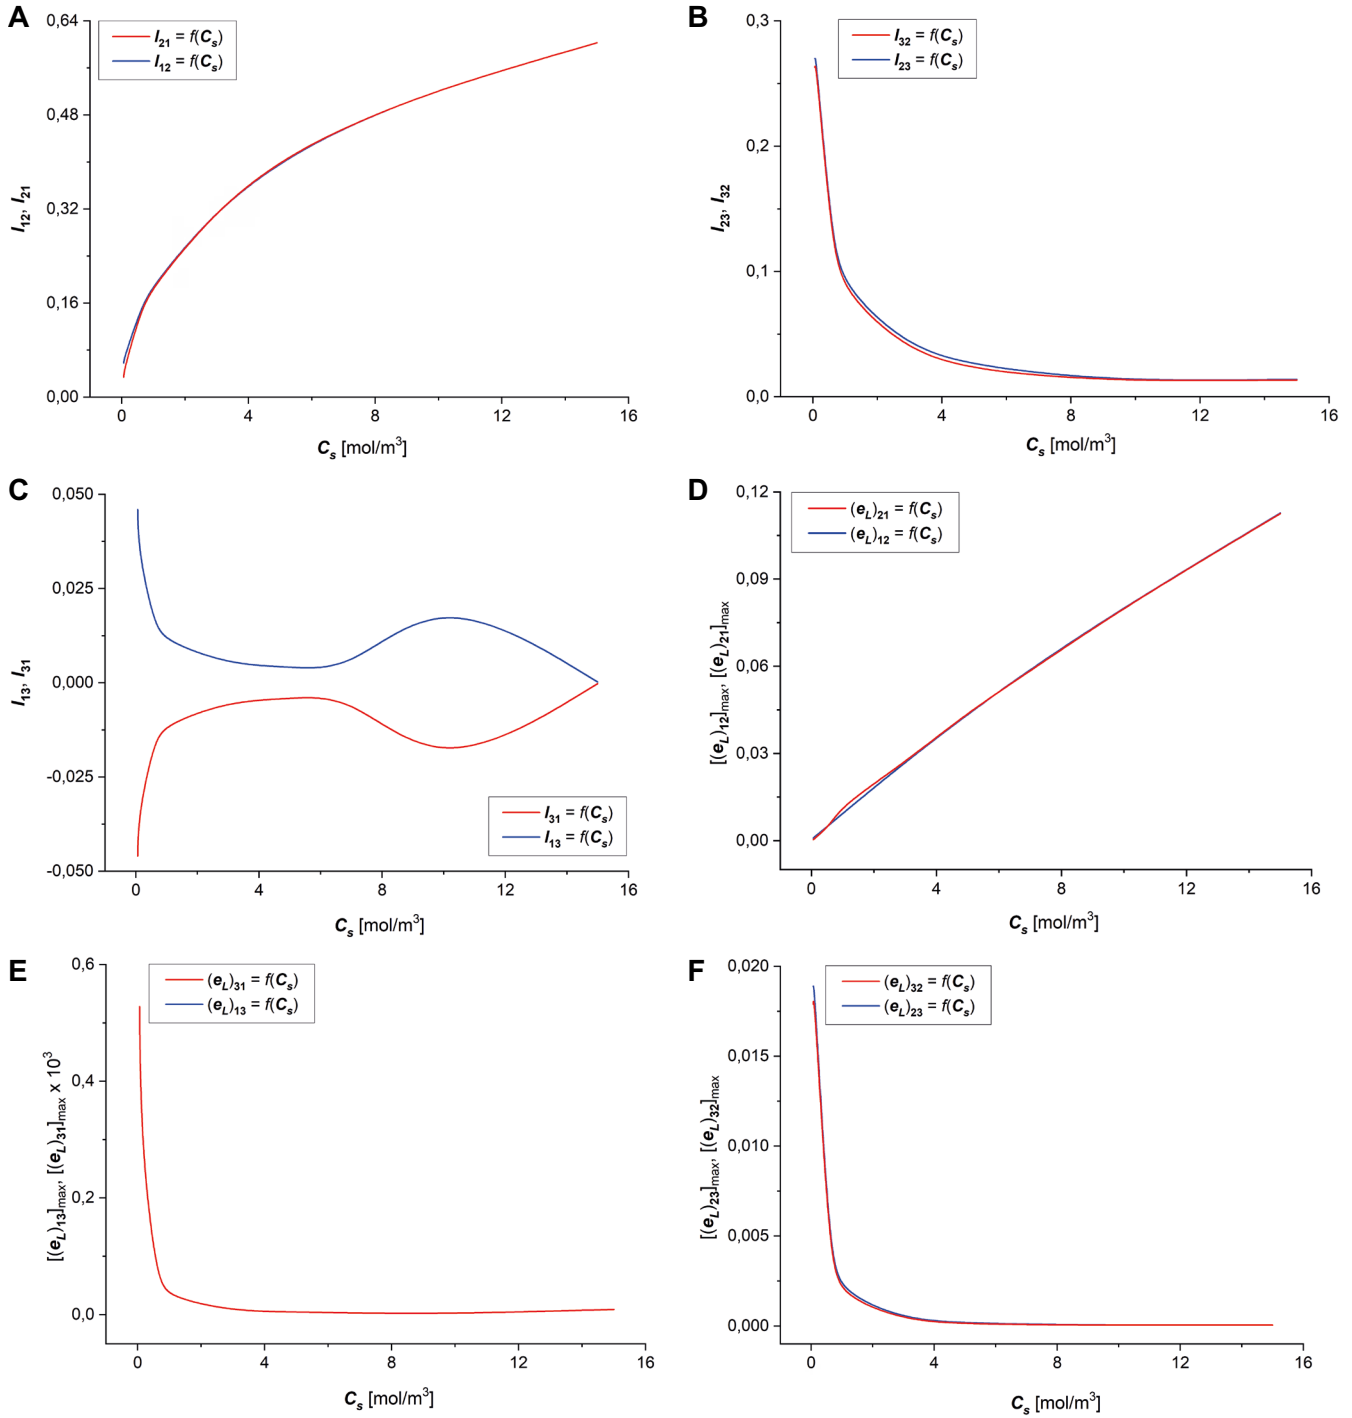 A
0,64
0,48
0,32
0,16
0,00
l12, l21
l21 = f(Cs)
l12 = f(Cs)
0 4 8 12 16
Cs [mol/m3]
B
0,3
0,2
0,1
0,0
l23, l32
l32 = f(Cs)
l23 = f(Cs)
0 4 8 12 16
Cs [mol/m3]
C
0,050
0,025
0,000
-0,025
-0,050
l13, l31
l31 = f(Cs)
l13 = f(Cs)
0 4 8 12 16
Cs [mol/m3]
D
0,12
0,09
0,06
0,03
0,00
[(eL)12]max, [(eL)21]max
(eL)21 = f(Cs)
(eL)12 = f(Cs)
0 4 8 12 16
Cs [mol/m3]
E
0,6
0,4
0,2
0,0
[(eL)13]max, [(eL)31]max x 103
(eL)31 = f(Cs)
(eL)13 = f(Cs)
0 4 8 12 16
Cs [mol/m3]
F
0,020
0,015
0,010
0,005
0,000
[(eL)23]max, [(eL)32]max
(eL)32 = f(Cs)
(eL)23 = f(Cs)
0 4 8 12 16
Cs [mol/m3]